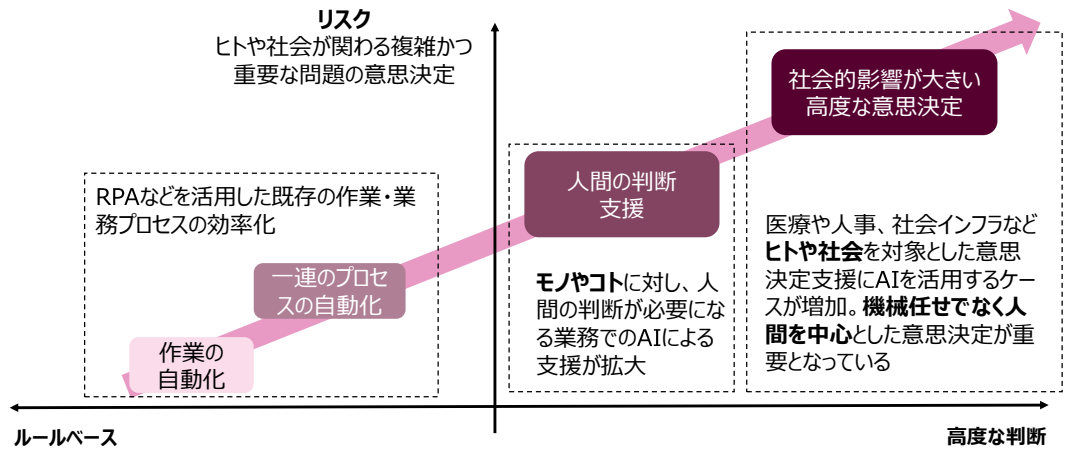 リスク
ヒトや社会が関わる複雑かつ
重要な問題の意思決定
社会的影響が大きい
高度な意思決定
人間の判断
支援
RPAなどを活用した既存の作業・業
務プロセスの効率化
一連のプロセ
スの自動化
作業の
自動化
モノやコトに対し、人
間の判断が必要にな
る業務でのAIによる
支援が拡大
医療や人事、社会インフラなど
ヒトや社会を対象とした意思
決定支援にAIを活用するケー
スが増加。機械任せでなく人
間を中心とした意思決定が重
要となっている
ルールベース
高度な判断